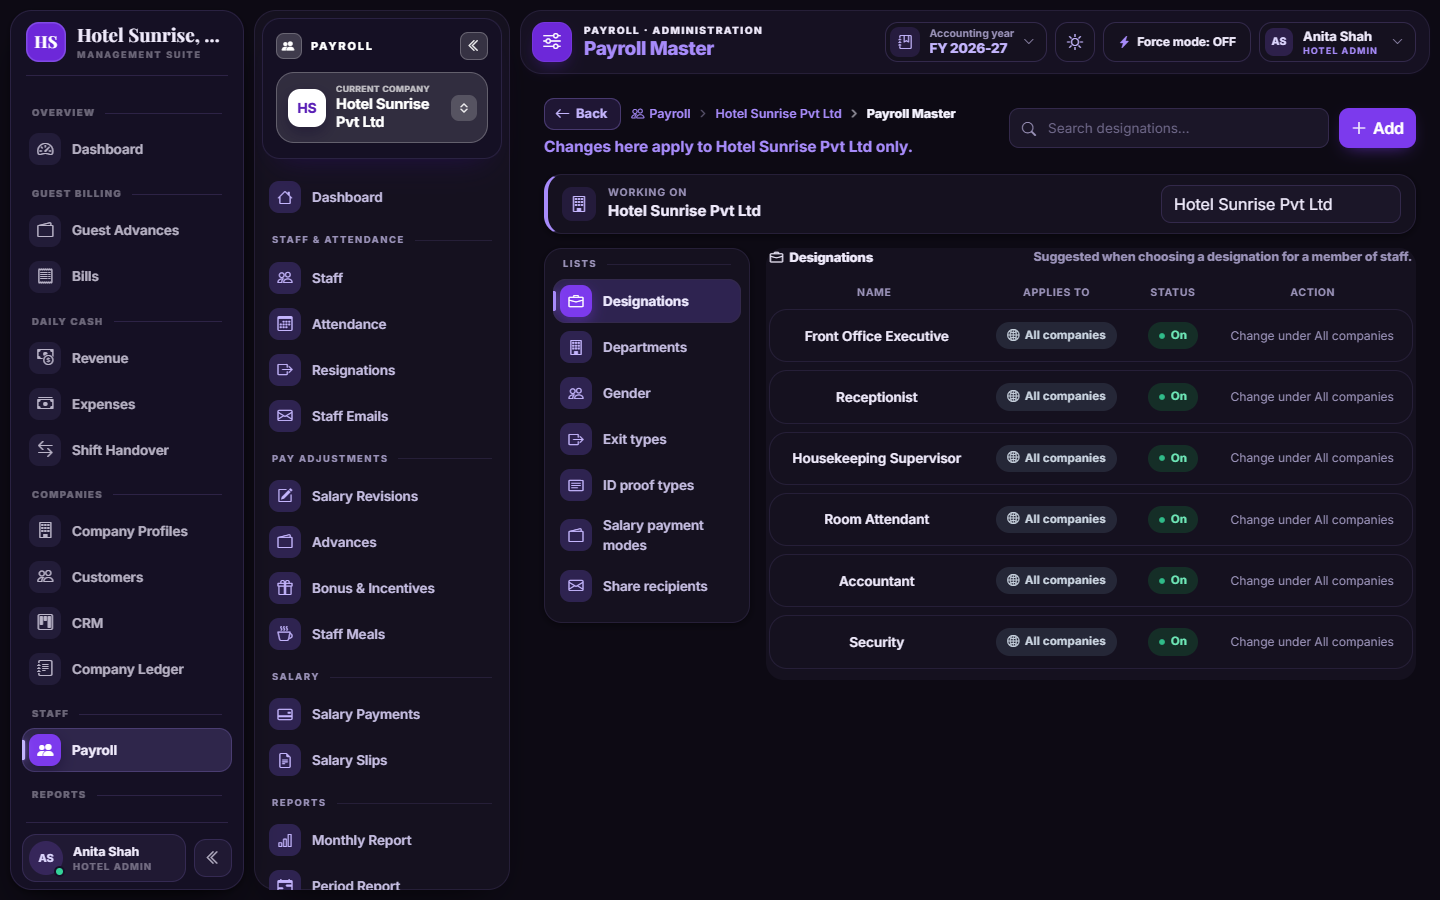 HS
Hotel Sunrise, ...
MANAGEMENT SUITE
OVERVIEW
Dashboard
GUEST BILLING
Guest Advances
Bills
DAILY CASH
Revenue
Expenses
Shift Handover
COMPANIES
Company Profiles
Customers
CRM
Company Ledger
STAFF
Payroll
REPORTS
AS
Anita Shah
HOTEL ADMIN
PAYROLL
HS
CURRENT COMPANY
Hotel Sunrise
Pvt Ltd
Dashboard
STAFF & ATTENDANCE
Staff
Attendance
Resignations
Staff Emails
PAY ADJUSTMENTS
Salary Revisions
Advances
Bonus & Incentives
Staff Meals
SALARY
Salary Payments
Salary Slips
REPORTS
Monthly Report
Period Report
PAYROLL · ADMINISTRATION
Payroll Master
Accounting year
FY 2026-27
Force mode: OFF
AS
Anita Shah
HOTEL ADMIN
Back
Payroll
Hotel Sunrise Pvt Ltd
Payroll Master
Changes here apply to Hotel Sunrise Pvt Ltd only.
Search designations...
Add
WORKING ON
Hotel Sunrise Pvt Ltd
Hotel Sunrise Pvt Ltd
LISTS
Designations
Departments
Gender
Exit types
ID proof types
Salary payment
modes
Share recipients
Designations
Suggested when choosing a designation for a member of staff.
NAME APPLIES TO STATUS ACTION
Front Office Executive All companies On Change under All companies
Receptionist All companies On Change under All companies
Housekeeping Supervisor All companies On Change under All companies
Room Attendant All companies On Change under All companies
Accountant All companies On Change under All companies
Security All companies On Change under All companies